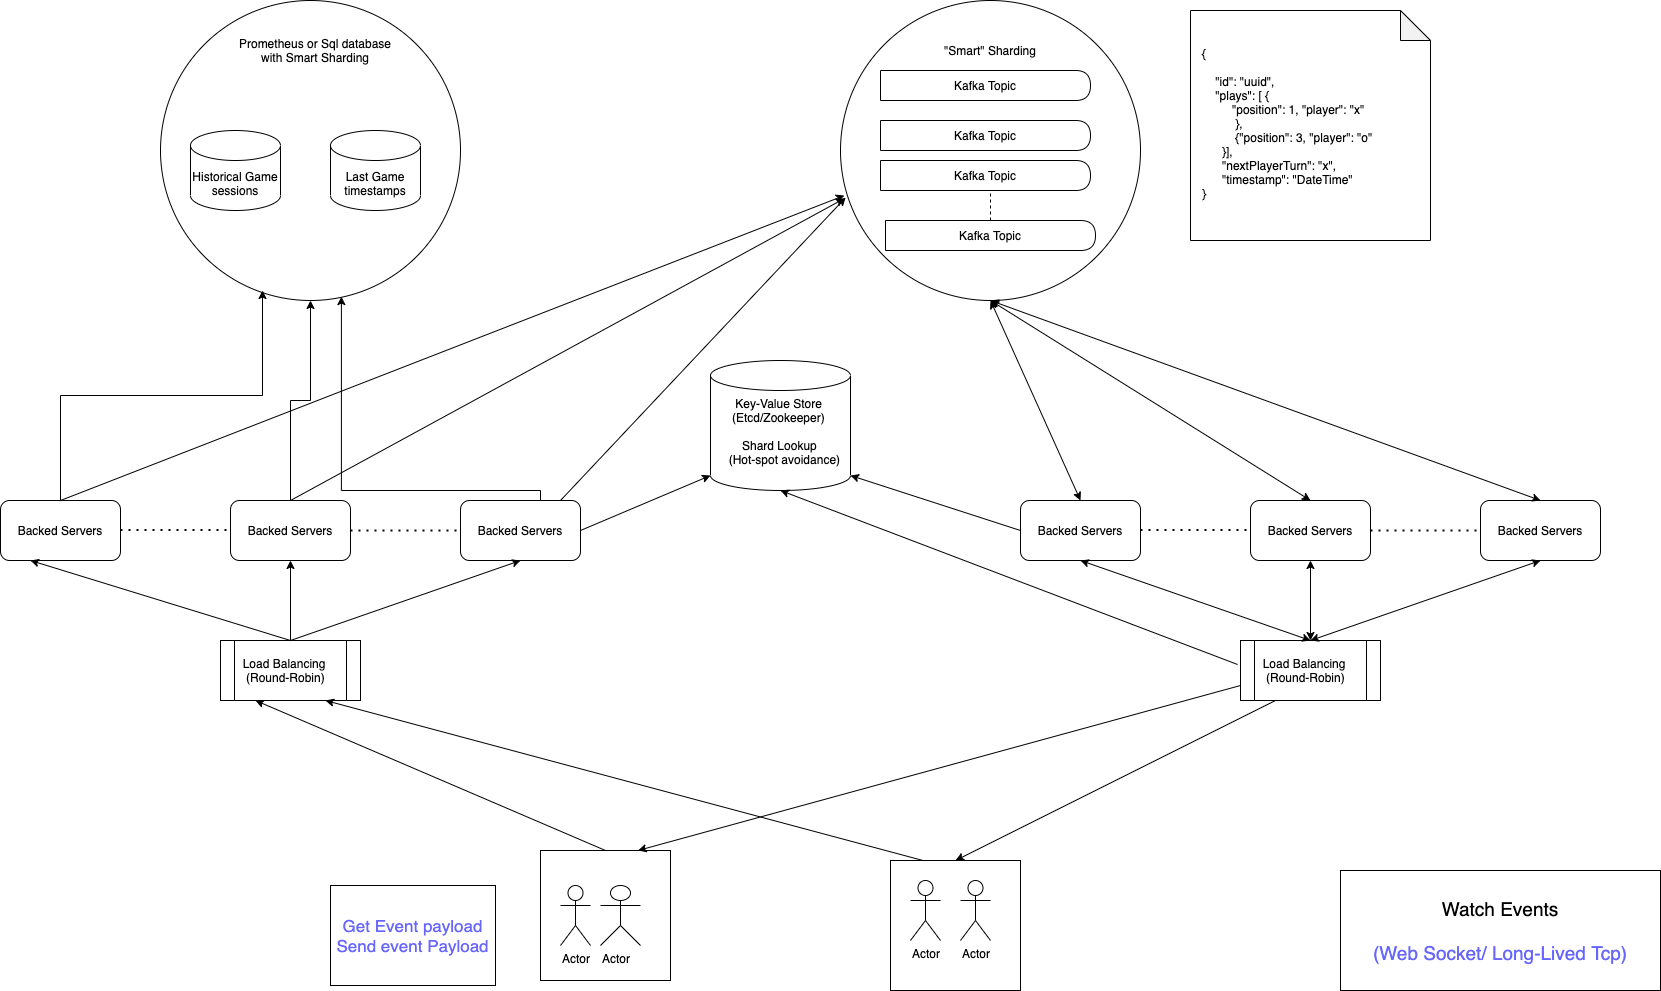 Prometheus or Sql database
with Smart Sharding
Historical Game
sessions
Last Game
timestamps
"Smart" Sharding
Kafka Topic
Kafka Topic
Kafka Topic
Kafka Topic
{
"id": "uuid",
"plays": [ {
"position": 1, "player": "x"
},
{"position": 3, "player": "o"
}],
"nextPlayerTurn": "x",
"timestamp": "DateTime"
}
Key-Value Store
(Etcd/Zookeeper)
Shard Lookup
(Hot-spot avoidance)
Backed Servers
Backed Servers
Backed Servers
Backed Servers
Backed Servers
Backed Servers
Load Balancing
(Round-Robin)
Load Balancing
(Round-Robin)
Get Event payload
Send event Payload
Actor
Actor
Actor
Actor
Watch Events
(Web Socket/ Long-Lived Tcp)